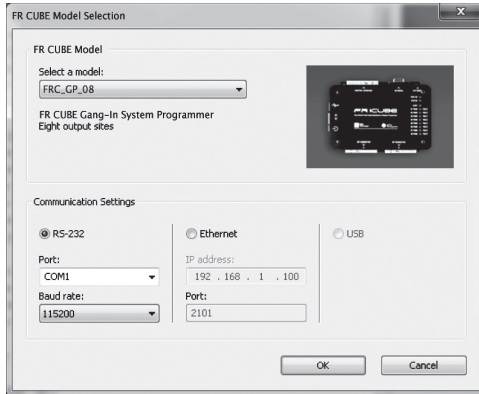 FR CUBE Model Selection
x
FR CUBE Model
Select a model:
FRC_GP_08
FR CUBE Gang-In System Programmer
Eight output sites
FR CUBE
Communication Settings
RS-232
Ethernet
USB
Port:
IP address:
COM1
192 . 168 . 1 . 100
Baud rate:
Port:
115200
2101
OK
Cancel